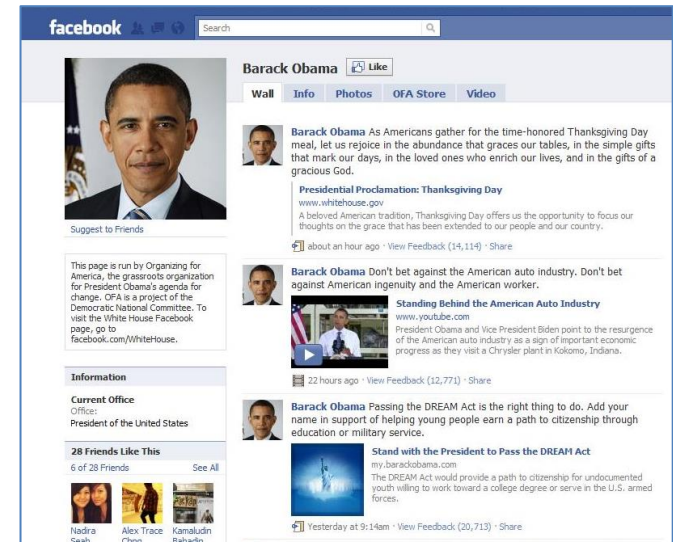 facebook
Search
Barack Obama
Like
Wall Info Photos OFA Store Video
Suggest to Friends
This page is run by Organizing for
America, the grassroots organization
for President Obama's agenda for
change. OFA is a project of the
Democratic National Committee. To
visit the White House Facebook
page, go to
facebook.com/WhiteHouse.
Information
Current Office
Office:
President of the United States
28 Friends Like This
6 of 28 Friends See All
Nadira
Seah
Alex Trace
Chon
Kamaludin
Bahadin
Barack Obama As Americans gather for the time-honored Thanksgiving Day
meal, let us rejoice in the abundance that graces our tables, in the simple gifts
that mark our days, in the loved ones who enrich our lives, and in the gifts of a
gracious God.
Presidential Proclamation: Thanksgiving Day
www.whitehouse.gov
A beloved American tradition, Thanksgiving Day offers us the opportunity to focus our
thoughts on the grace that has been extended to our people and our country.
about an hour ago · View Feedback (14,114) · Share
Barack Obama Don't bet against the American auto industry. Don't bet
against American ingenuity and the American worker.
Standing Behind the American Auto Industry
www.youtube.com
President Obama and Vice President Biden point to the resurgence
of the American auto industry as a sign of important economic
progress as they visit a Chrysler plant in Kokomo, Indiana.
22 hours ago · View Feedback (12,771) · Share
Barack Obama Passing the DREAM Act is the right thing to do. Add your
name in support of helping young people earn a path to citizenship through
education or military service.
Stand with the President to Pass the DREAM Act
my.barackobama.com
The DREAM Act would provide a path to citizenship for undocumented
youth willing to work toward a college degree or serve in the U.S. armed
forces.
Yesterday at 9:14am · View Feedback (20,713) · Share